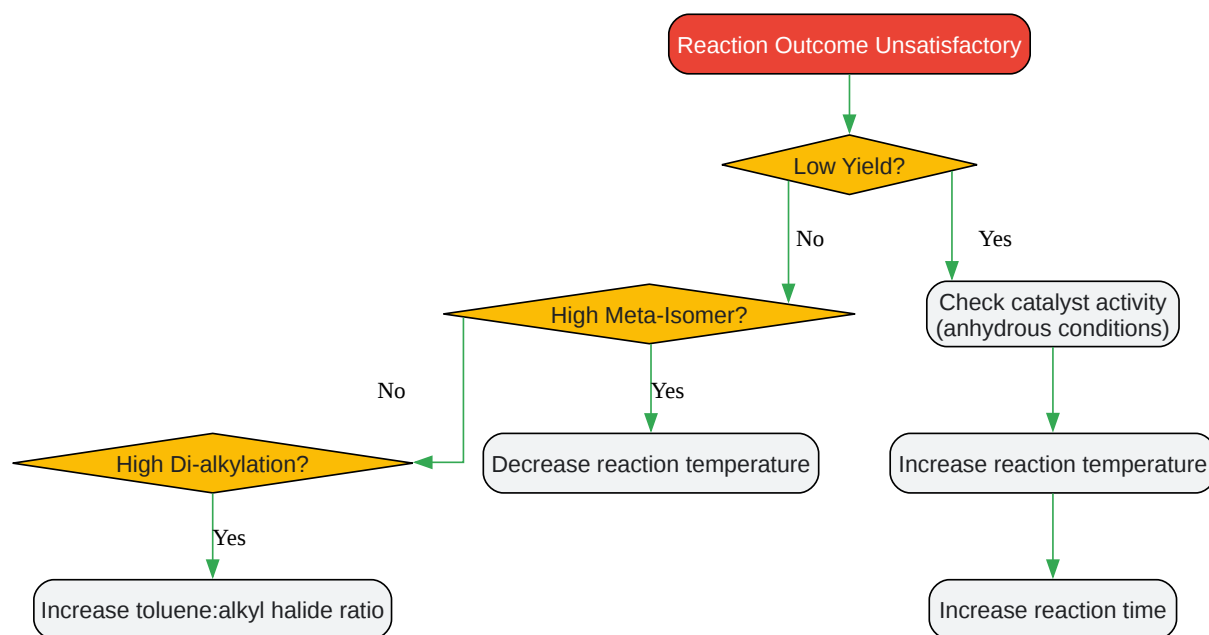 Reaction Outcome Unsatisfactory
Low Yield?
No
Yes
High Meta-Isomer?
Check catalyst activity
(anhydrous conditions)
No
Yes
High Di-alkylation?
Decrease reaction temperature
Increase reaction temperature
Yes
Increase toluene:alkyl halide ratio
Increase reaction time